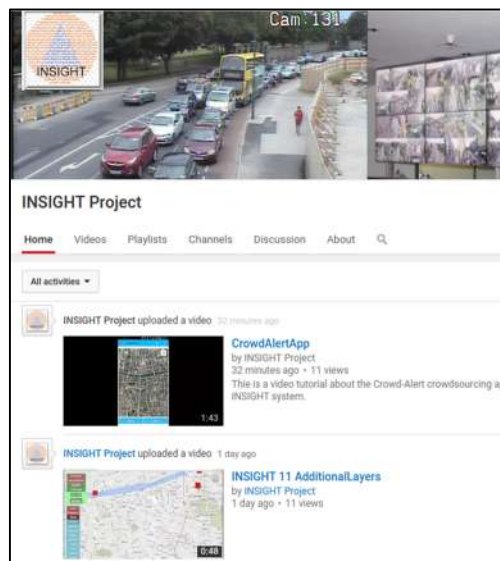 Cam:131
INSIGHT
INSIGHT Project
Home Videos Playlists Channels Discussion About
All activities
INSIGHT Project uploaded a video 32 minutes ago
CrowdAlertApp
by INSIGHT Project
32 minutes ago • 11 views
Thie is a video tutorial about the Crowd-Alert crowdsourcing a
INSIGHT system.
1:43
INSIGHT Project uploaded a video 1 day ago
INSIGHT 11 AdditionalLayers
by INSIGHT Project
1 day ago • 11 views
0:48